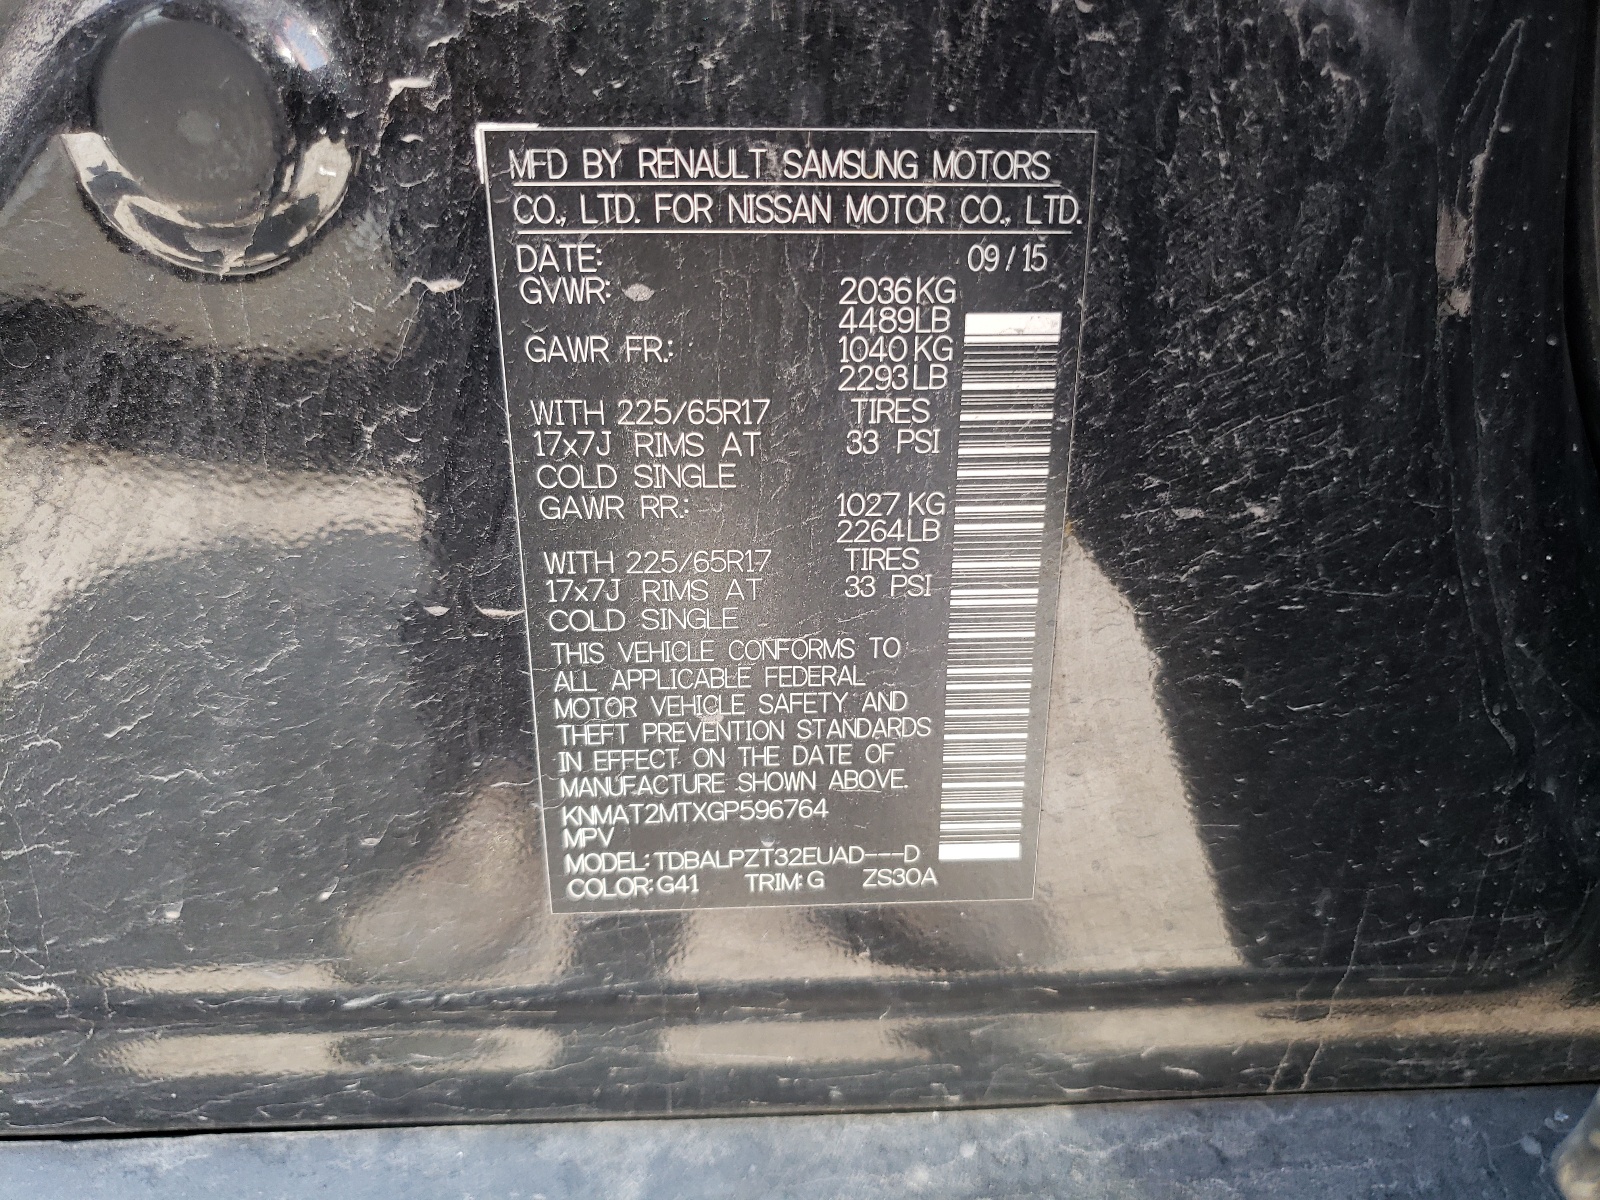 MFD BY RENAULT SAMSUNG MOTORS
CO., LTD. FOR NISSAN MOTOR CO., LTD.
DATE: 09/15
GVWR: 2036KG
4489LB
GAWR FR.: 1040KG
2293LB
WITH 225/65R17 TIRES
17x7J RIMS AT 33 PSI
COLD SINGLE
GAWR RR.: 1027 KG
2264LB
WITH 225/65R17 TIRES
17x7J RIMS AT 33 PSI
COLD SINGLE
THIS VEHICLE CONFORMS TO
ALL APPLICABLE FEDERAL
MOTOR VEHICLE SAFETY AND
THEFT PREVENTION STANDARDS
IN EFFECT ON THE DATE OF
MANUFACTURE SHOWN ABOVE.
KNMAT2MTXGP596764
MPV
MODEL: TDBALPZT32EUAD---D
COLOR: G41 TRIM: G ZS30A